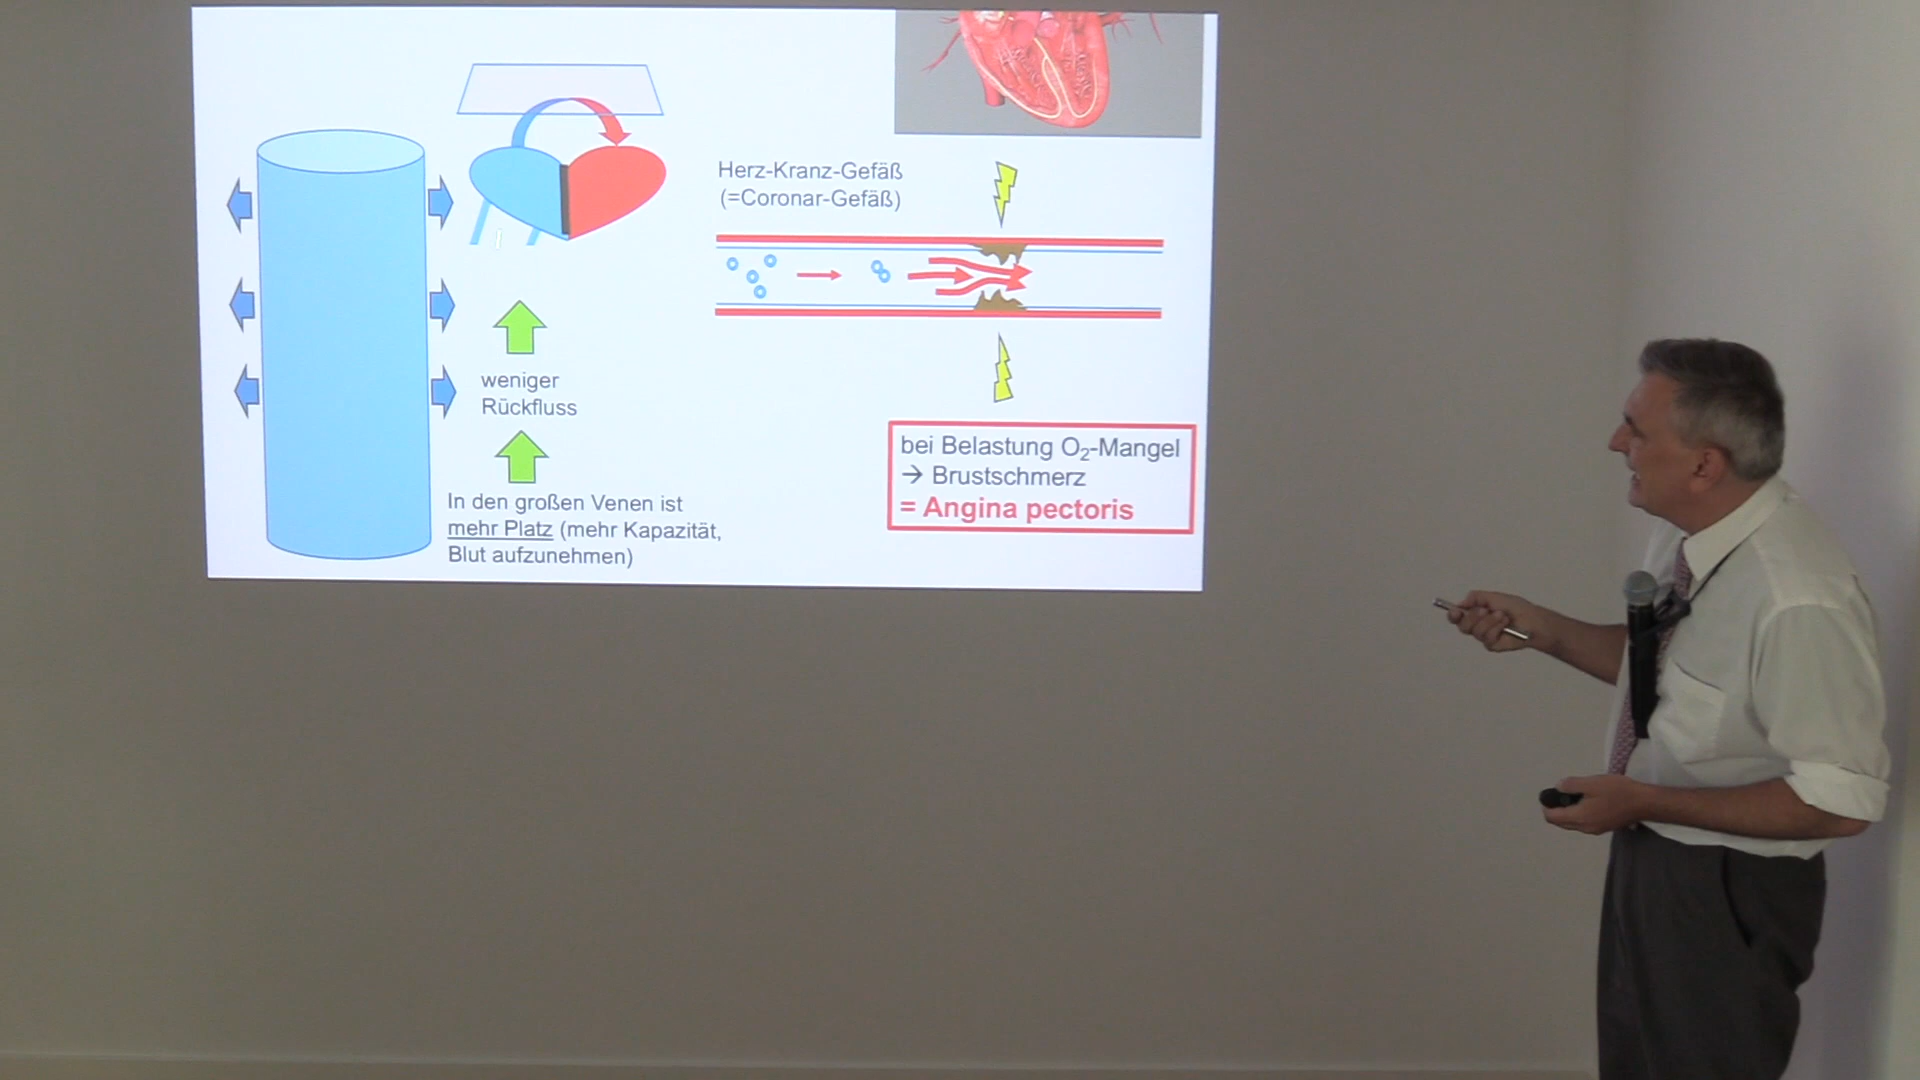 Herz-Kranz-Gefäß
(=Coronar-Gefäß)
weniger
Rückfluss
In den großen Venen ist
mehr Platz (mehr Kapazität,
Blut aufzunehmen)
bei Belastung O₂-Mangel
→ Brustschmerz
= Angina pectoris